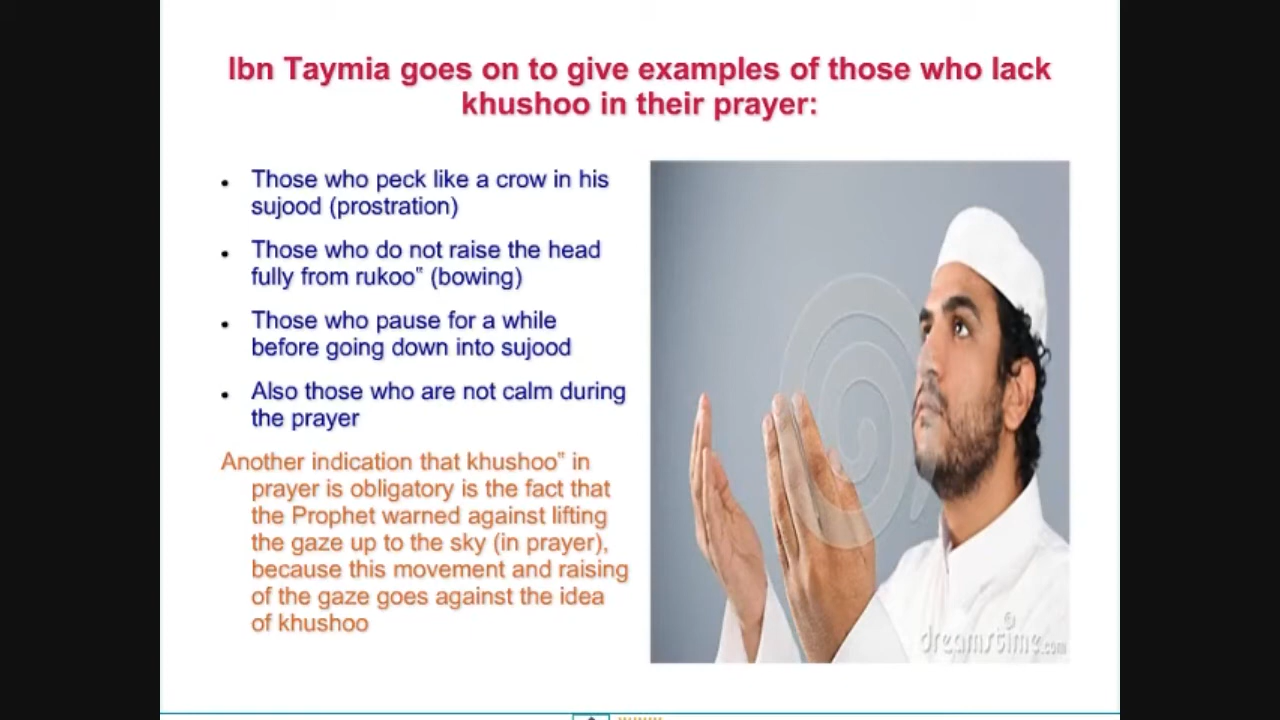 Ibn Taymia goes on to give examples of those who lack
khushoo in their prayer:
Those who peck like a crow in his
sujood (prostration)
Those who do not raise the head
fully from rukoo‟ (bowing)
Those who pause for a while
before going down into sujood
Also those who are not calm during
the prayer
Another indication that khushoo‟ in
prayer is obligatory is the fact that
the Prophet warned against lifting
the gaze up to the sky (in prayer),
because this movement and raising
of the gaze goes against the idea
of khushoo
dreamstime.com